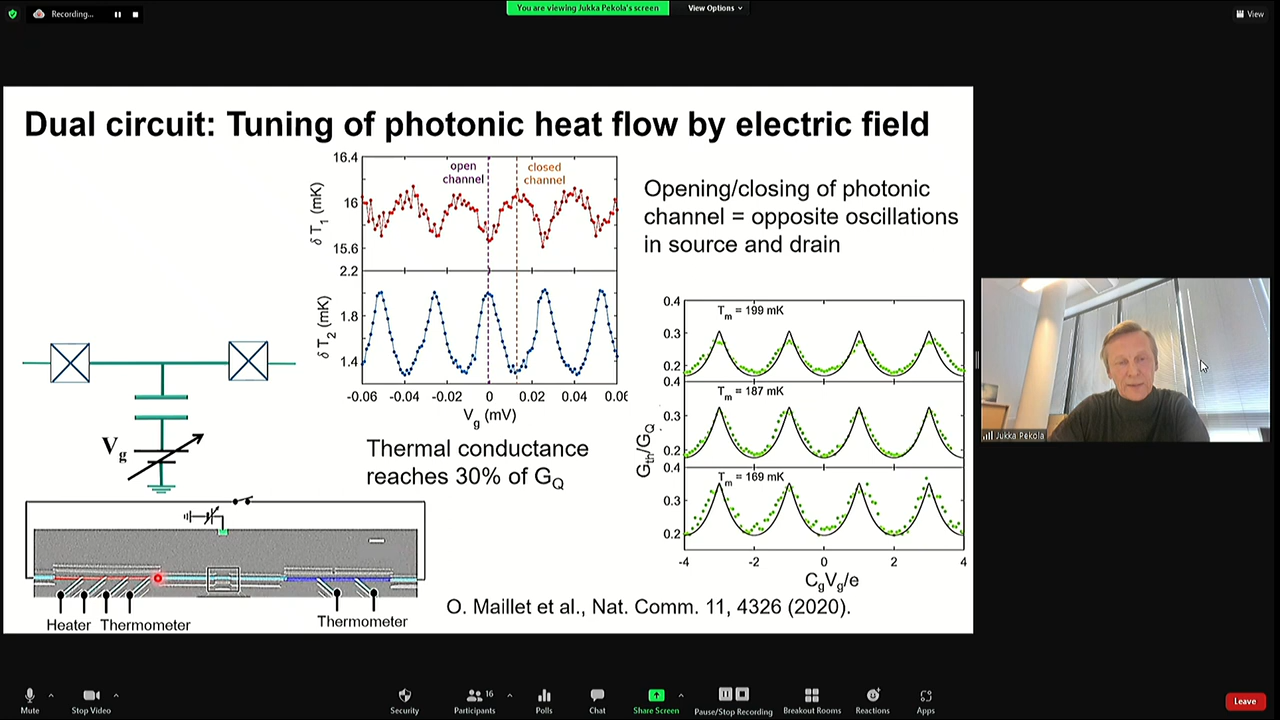 Recording...
You are viewing Jukka Pekola's screen
View Options
View
Dual circuit: Tuning of photonic heat flow by electric field
16.4
16
15.6
2.2
1.8
1.4
δT1 (mK)
δT2 (mK)
open
channel
closed
channel
-0.06 -0.04 -0.02 0 0.02 0.04 0.06
Vg (mV)
Opening/closing of photonic
channel = opposite oscillations
in source and drain
Thermal conductance
reaches 30% of GQ
Vg
Heater
Thermometer
Thermometer
0.4
Tm = 199 mK
0.3
0.2
0.4
Tm = 187 mK
0.3
0.2
0.4
Tm = 169 mK
0.3
0.2
Gth/GQ
-4 -2 0 2 4
CgVg/e
O. Maillet et al., Nat. Comm. 11, 4326 (2020).
Jukka Pekola
Mute
Stop Video
Security
16
Participants
Polls
Chat
Share Screen
Pause/Stop Recording
Breakout Rooms
Reactions
Apps
Leave